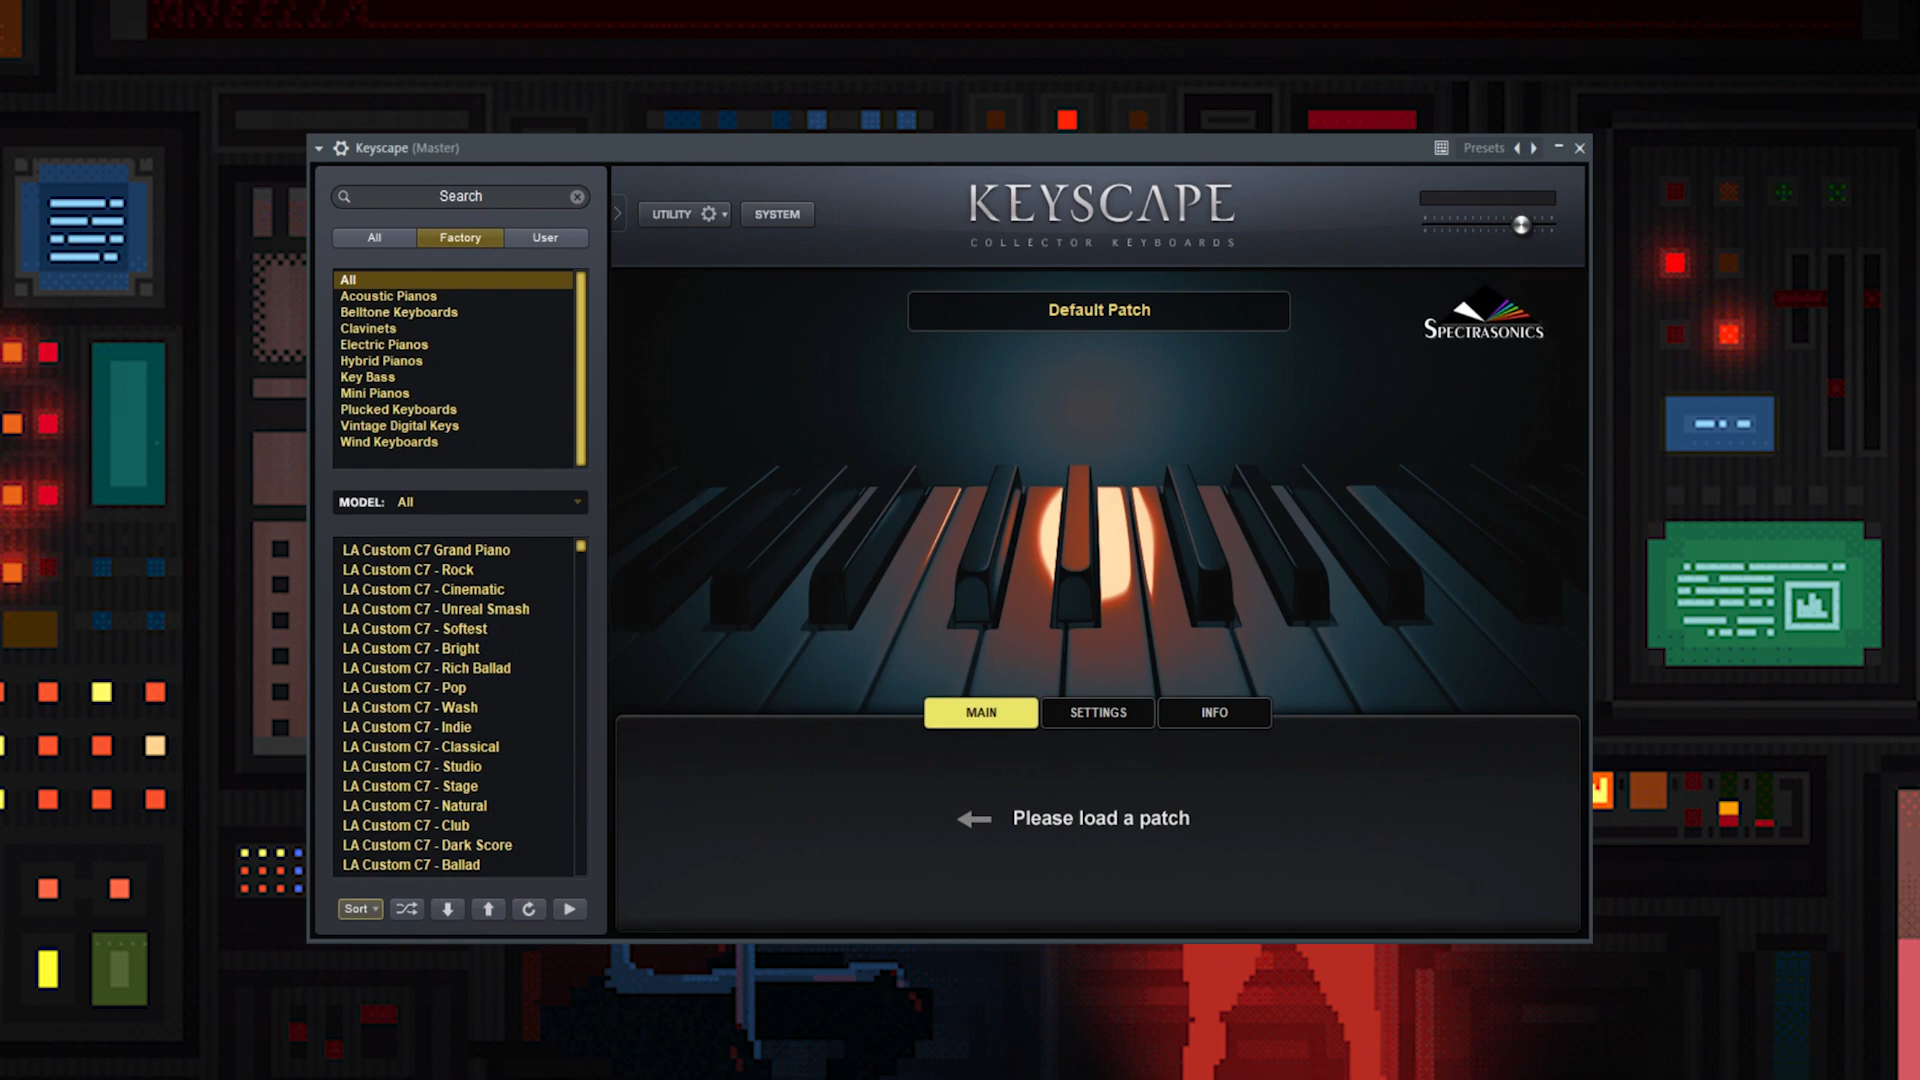 Keyscape (Master)
Presets
Search
All
Factory
User
All
Acoustic Pianos
Belltone Keyboards
Clavinets
Electric Pianos
Hybrid Pianos
Key Bass
Mini Pianos
Plucked Keyboards
Vintage Digital Keys
Wind Keyboards
MODEL: All
LA Custom C7 Grand Piano
LA Custom C7 - Rock
LA Custom C7 - Cinematic
LA Custom C7 - Unreal Smash
LA Custom C7 - Softest
LA Custom C7 - Bright
LA Custom C7 - Rich Ballad
LA Custom C7 - Pop
LA Custom C7 - Wash
LA Custom C7 - Indie
LA Custom C7 - Classical
LA Custom C7 - Studio
LA Custom C7 - Stage
LA Custom C7 - Natural
LA Custom C7 - Club
LA Custom C7 - Dark Score
LA Custom C7 - Ballad
Sort
UTILITY
SYSTEM
KEYSCAPE
COLLECTOR KEYBOARDS
Default Patch
SPECTRASONICS
MAIN
SETTINGS
INFO
Please load a patch